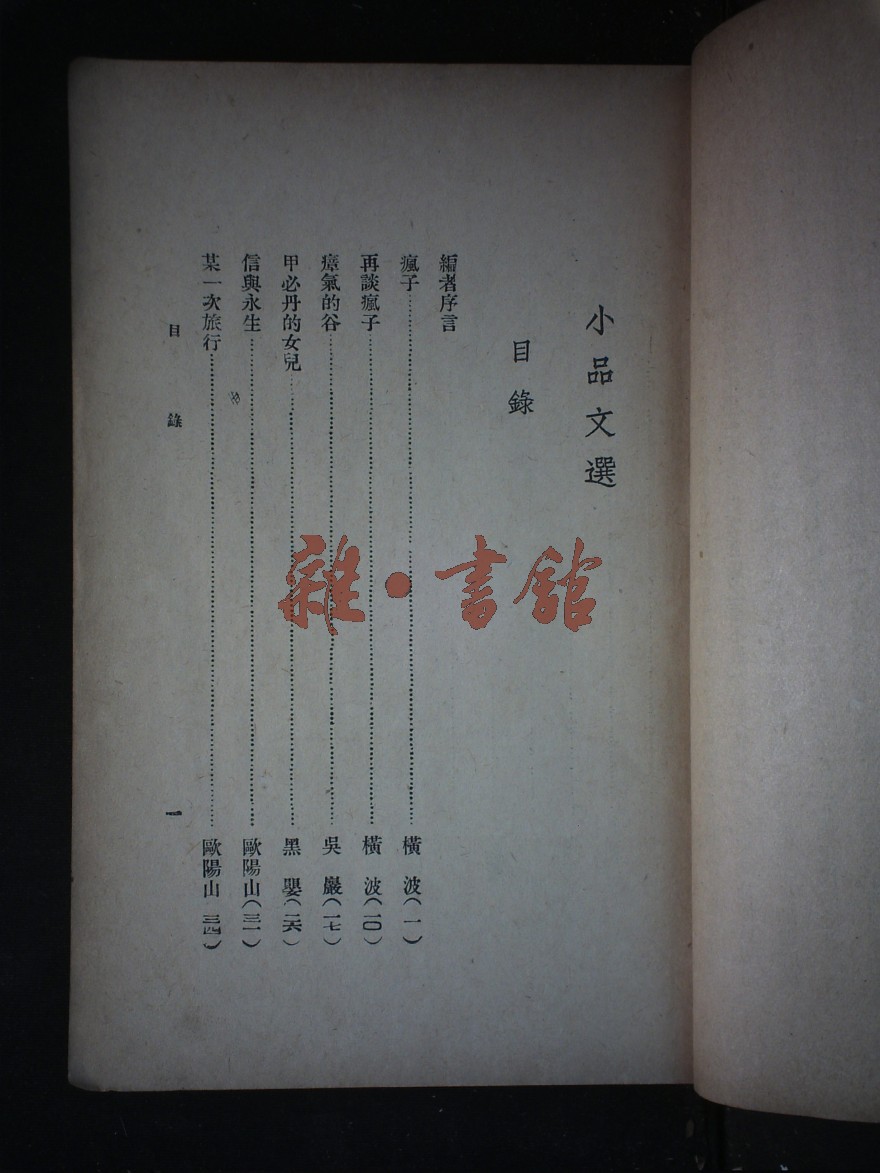 小品文選
目錄
編者序言
瘋子……橫　波（一）
再談瘋子……橫　波（一〇）
瘴氣的谷……吳　巖（一七）
甲必丹的女兒……黑　嬰（二六）
信與永生……歐陽山（三一）
某一次旅行……歐陽山　三四）
目　錄
一
雜·書館